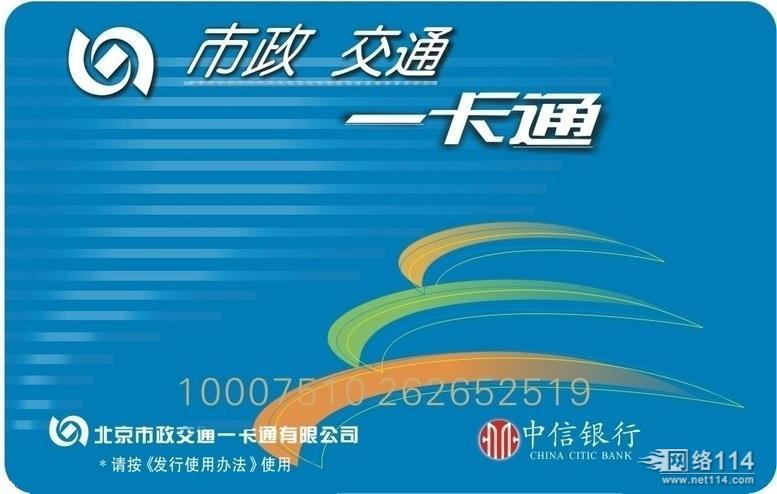 市政 交通
一卡通
10007510 262652519
北京市政交通一卡通有限公司
中信银行
CHINA CITIC BANK
*请按《发行使用办法》使用
网络114
www.net114.com